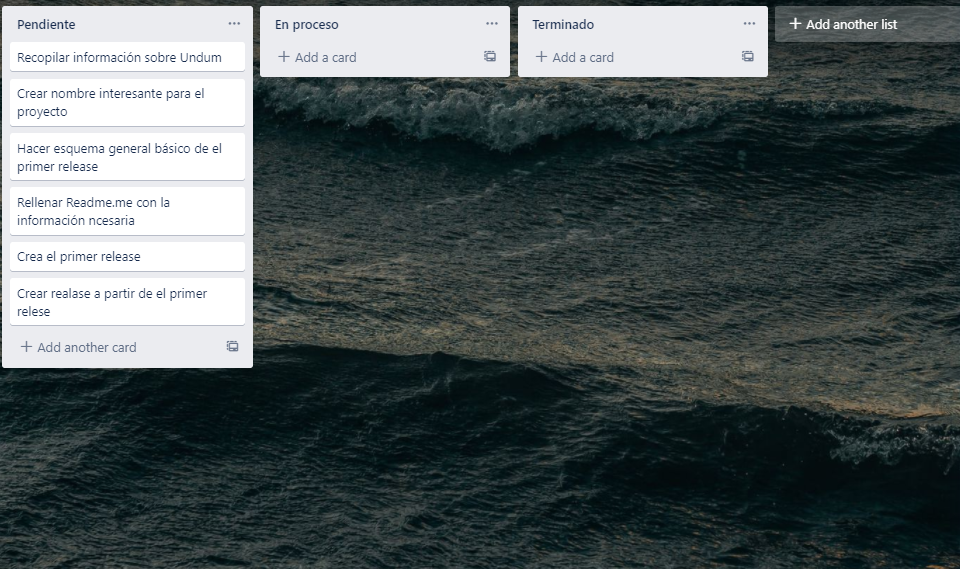 Pendiente
Recopilar información sobre Undum
Crear nombre interesante para el
proyecto
Hacer esquema general básico de el
primer release
Rellenar Readme.me con la
información ncesaria
Crea el primer release
Crear realase a partir de el primer
relese
+ Add another card
En proceso
+ Add a card
Terminado
+ Add a card
+ Add another list